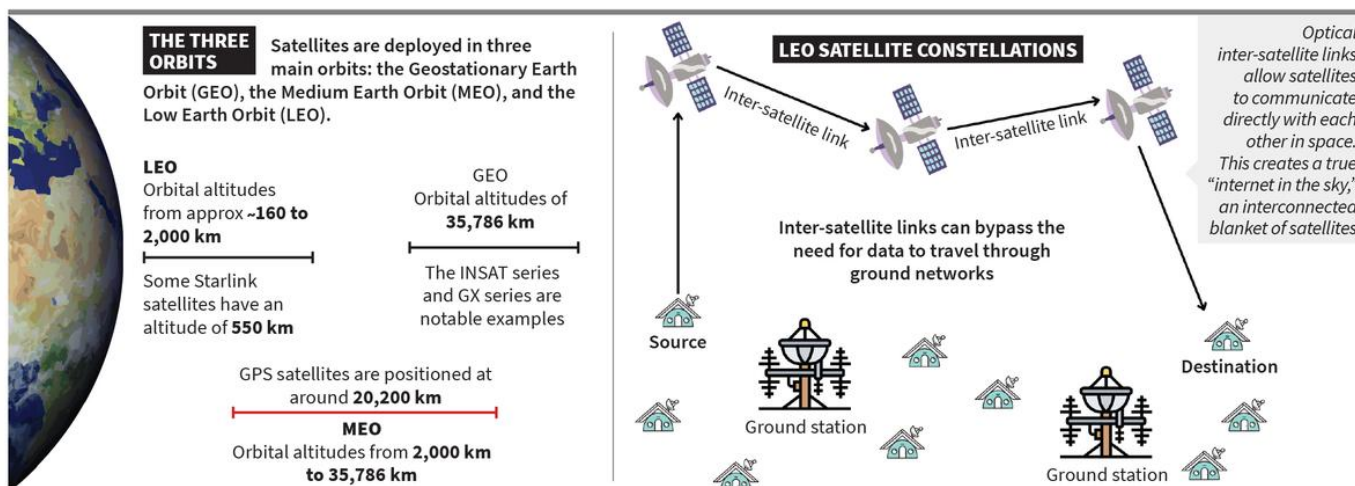 THE THREE
ORBITS
Satellites are deployed in three
main orbits: the Geostationary Earth
Orbit (GEO), the Medium Earth Orbit (MEO), and the
Low Earth Orbit (LEO).
LEO
Orbital altitudes
from approx ~160 to
2,000 km
Some Starlink
satellites have an
altitude of 550 km
GEO
Orbital altitudes of
35,786 km
The INSAT series
and GX series are
notable examples
GPS satellites are positioned at
around 20,200 km
MEO
Orbital altitudes from 2,000 km
to 35,786 km
LEO SATELLITE CONSTELLATIONS
Inter-satellite link
Inter-satellite link
Optical
inter-satellite links
allow satellites
to communicate
directly with each
other in space.
This creates a true
“internet in the sky,”
an interconnected
blanket of satellites
Inter-satellite links can bypass the
need for data to travel through
ground networks
Source
Destination
Ground station
Ground station